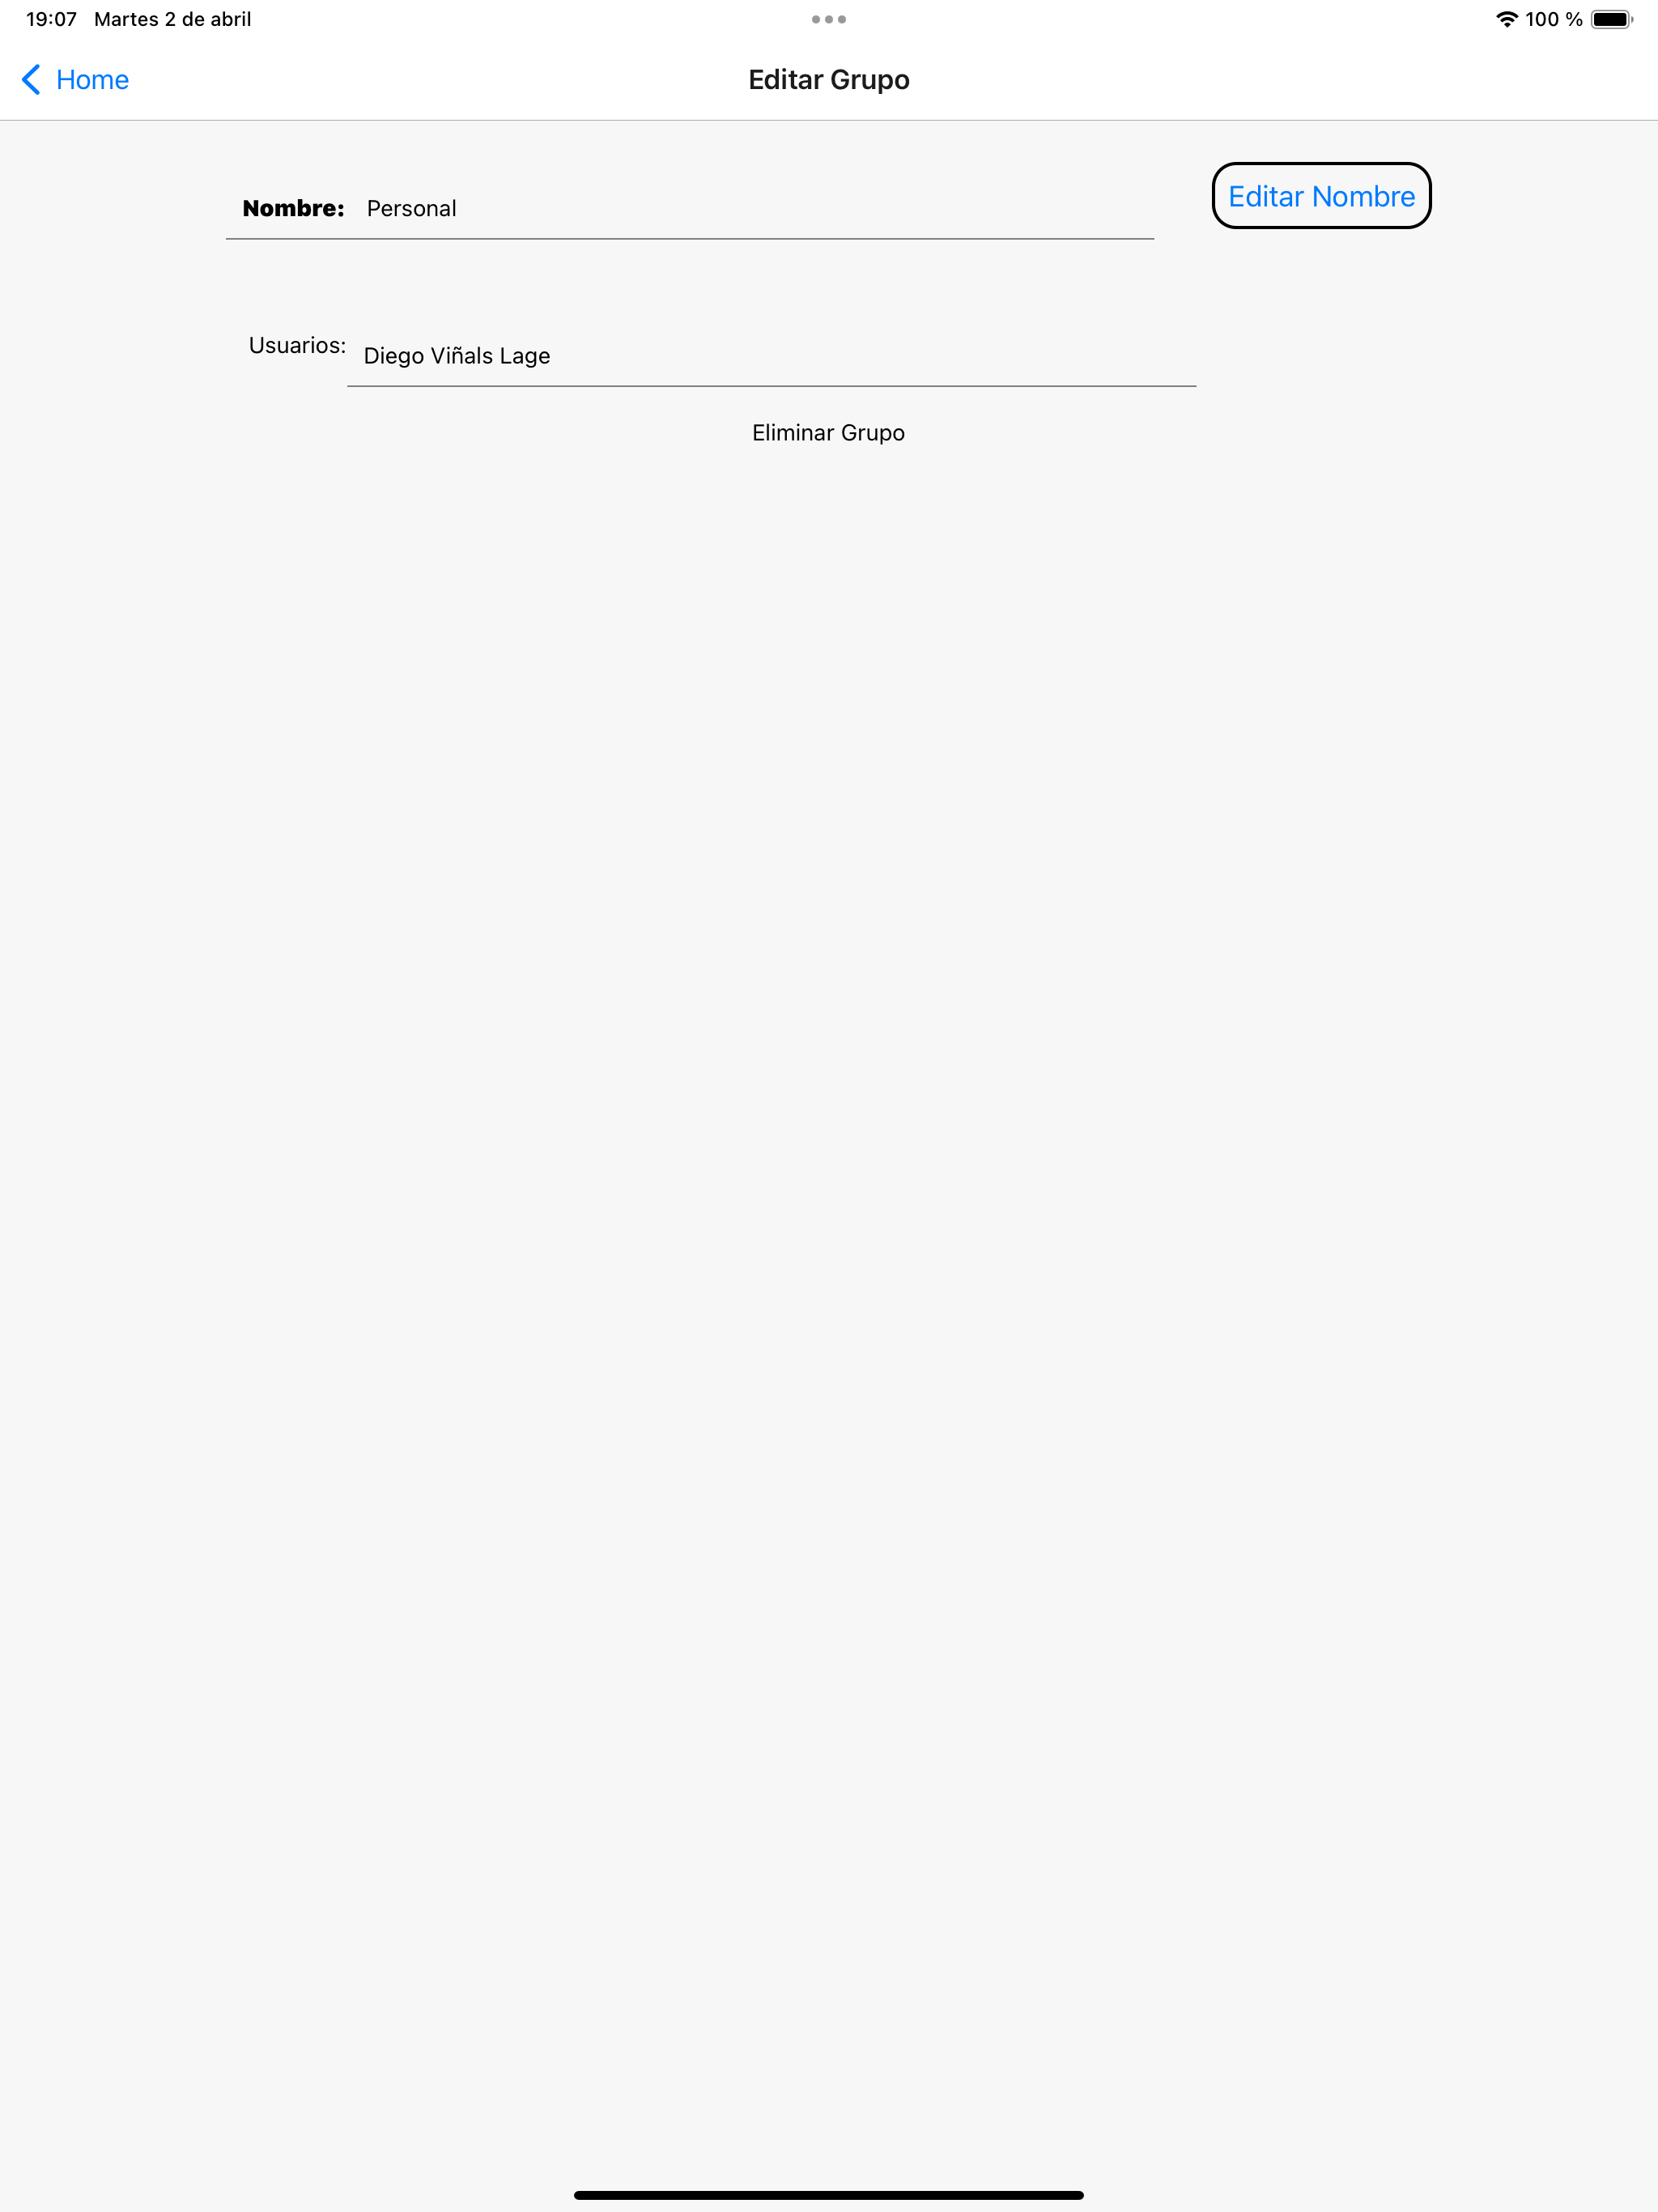 19:07 Martes 2 de abril 100 %
Home Editar Grupo
Nombre: Personal Editar Nombre
Usuarios: Diego Viñals Lage
Eliminar Grupo